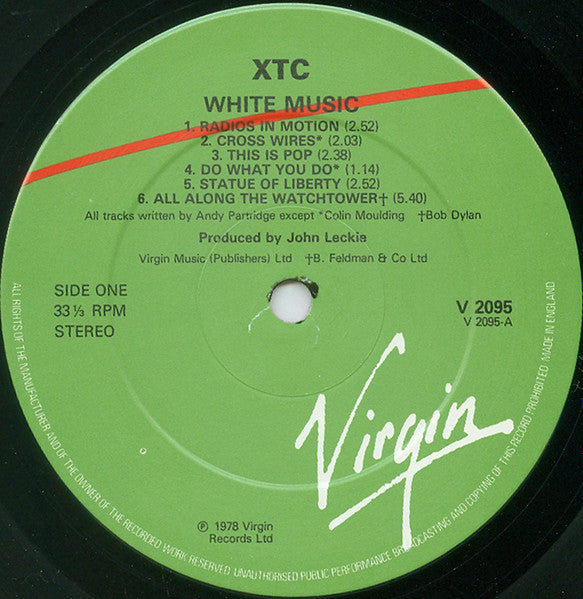 XTC
WHITE MUSIC
1. RADIOS IN MOTION (2.52)
2. CROSS WIRES* (2.03)
3. THIS IS POP (2.38)
4. DO WHAT YOU DO* (1.14)
5. STATUE OF LIBERTY (2.52)
6. ALL ALONG THE WATCHTOWER† (5.40)
All tracks written by Andy Partridge except *Colin Moulding †Bob Dylan
Produced by John Leckie
Virgin Music (Publishers) Ltd †B. Feldman & Co Ltd
SIDE ONE
33⅓ RPM
STEREO
V 2095
V 2095-A
Virgin
℗ 1978 Virgin
Records Ltd
ALL RIGHTS OF THE MANUFACTURER AND OF THE OWNER OF THE RECORDED WORK RESERVED UNAUTHORISED PUBLIC PERFORMANCE BROADCASTING AND COPYING OF THIS RECORD PROHIBITED MADE IN ENGLAND